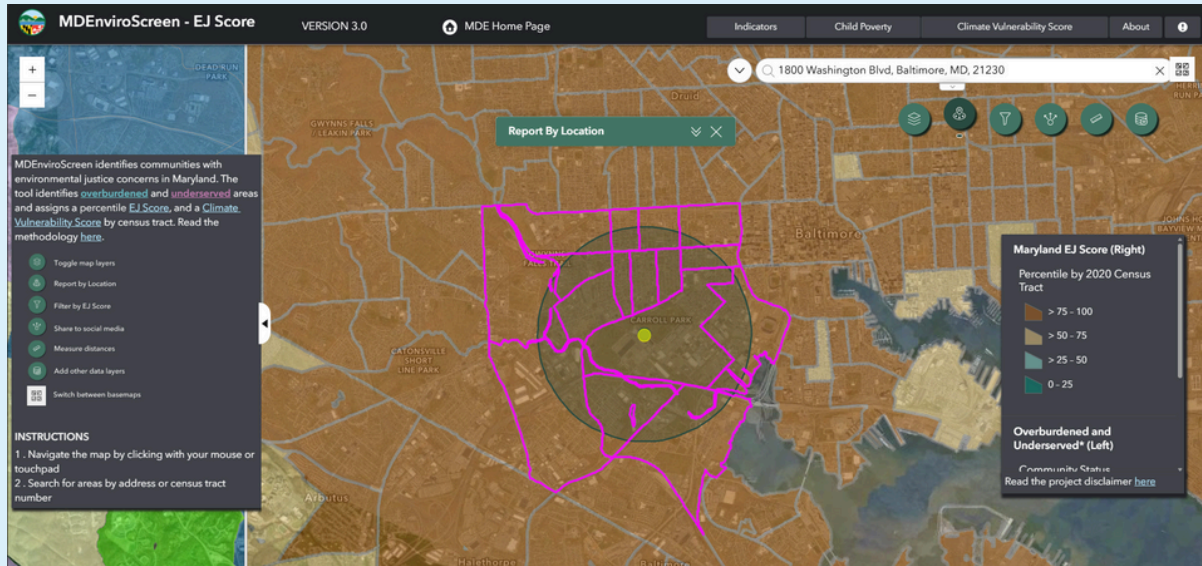 MDEnviroScreen - EJ Score
VERSION 3.0
MDE Home Page
Indicators
Child Poverty
Climate Vulnerability Score
About
1800 Washington Blvd, Baltimore, MD, 21230
Report By Location
MDEnviroScreen identifies communities with
environmental justice concerns in Maryland. The
tool identifies overburdened and underserved areas
and assigns a percentile EJ Score, and a Climate
Vulnerability Score by census tract. Read the
methodology here.
Toggle map layers
Report by Location
Filter by EJ Score
Share to social media
Measure distances
Add other data layers
Switch between basemaps
INSTRUCTIONS
1 . Navigate the map by clicking with your mouse or
touchpad
2 . Search for areas by address or census tract
number
DEAD RUN
PARK
GWYNNS FALLS
/ LEAKIN PARK
Druid
Baltimore
CARROLL PARK
CATONSVILLE
SHORT
LINE PARK
Arbutus
Halethorpe
Baltimore
JOHNS HO
BAYVIEW M
Maryland EJ Score (Right)
Percentile by 2020 Census
Tract
> 75 - 100
> 50 - 75
> 25 - 50
0 - 25
Overburdened and
Underserved* (Left)
Community Status
Read the project disclaimer here